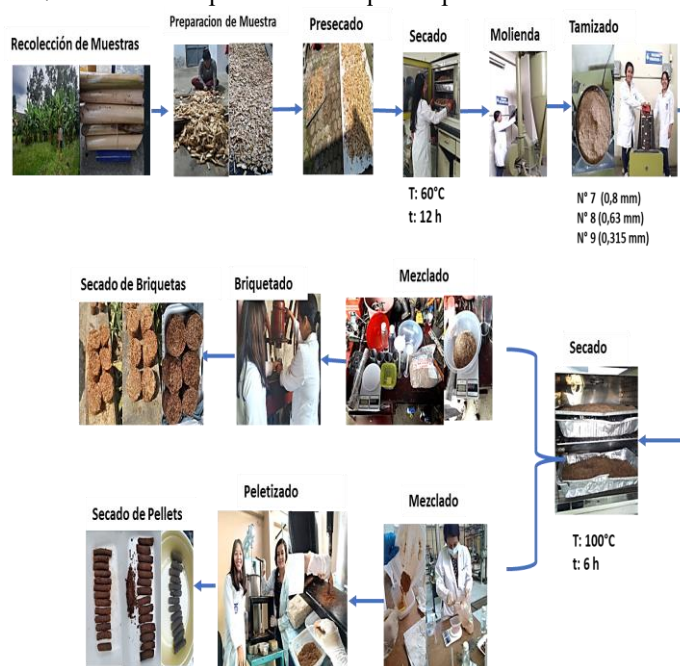 Recolección de Muestras
Preparacion de Muestra
Presecado
Secado
Molienda
Tamizado
T: 60°C
t: 12 h
N° 7 (0,8 mm)
N° 8 (0,63 mm)
N° 9 (0,315 mm)
Secado de Briquetas
Briquetado
Mezclado
Secado
T: 100°C
t: 6 h
Secado de Pellets
Peletizado
Mezclado